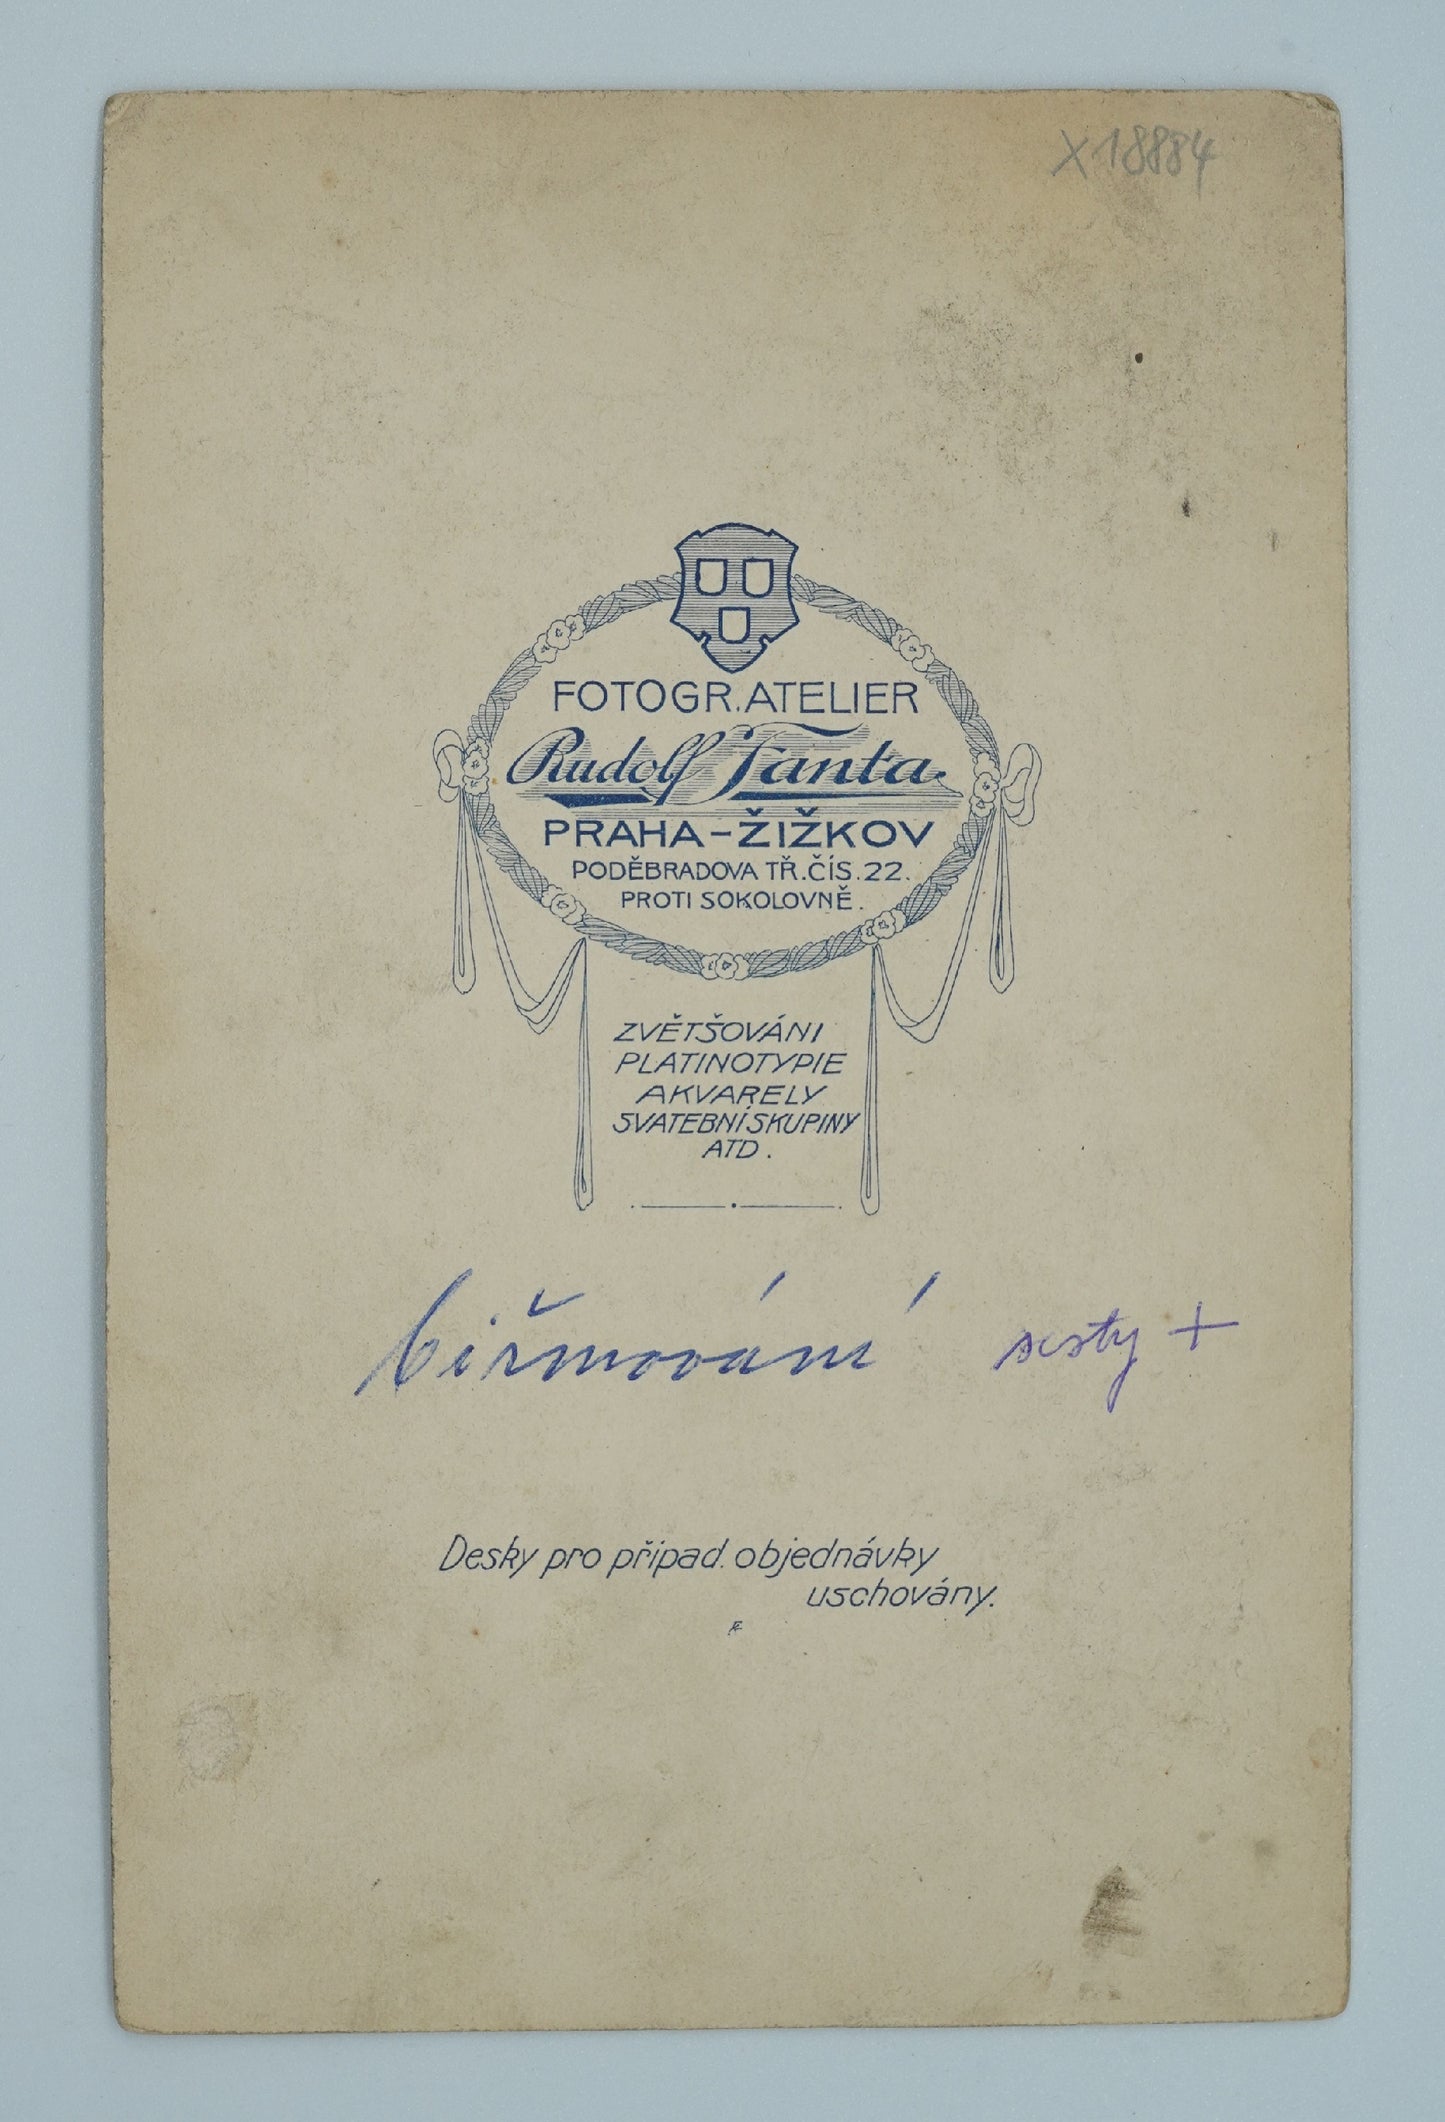 X18884
FOTOGR. ATELIER
Rudolf Fanta
PRAHA–ŽIŽKOV
PODĚBRADOVA TŘ. ČÍS. 22.
PROTI SOKOLOVNĚ.
ZVĚTŠOVÁNI
PLATINOTYPIE
AKVARELY
SVATEBNÍ SKUPINY
ATD.
biřmování sesty +
Desky pro připad. objednávky
uschovány.